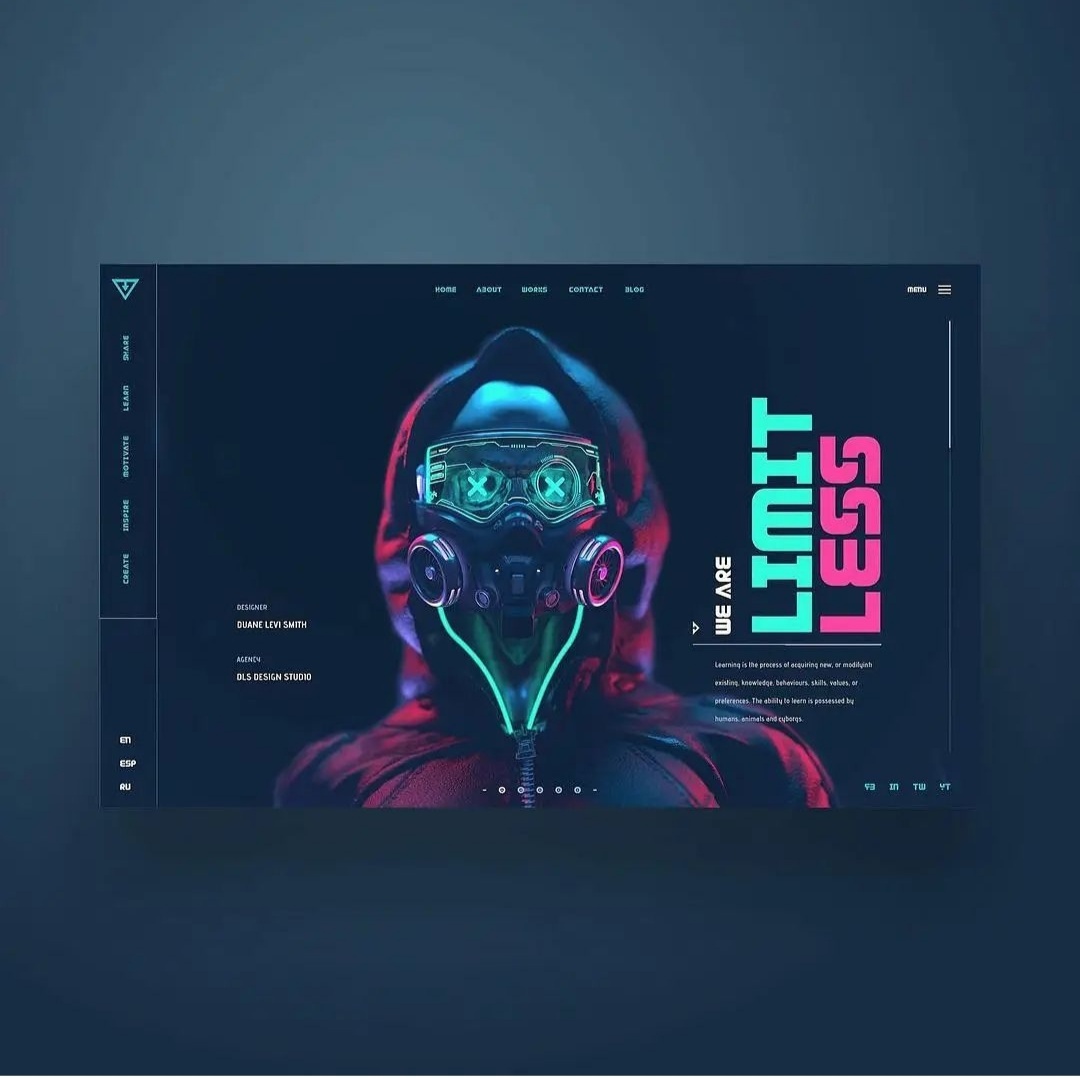 HOME ABOUT WORKS CONTACT BLOG
MENU
SHARE
LEARN
MOTIVATE
INSPIRE
CREATE
DESIGNER
DUANE LEVI SMITH
AGENCY
DLS DESIGN STUDIO
WE ARE
LIMIT
LESS
Learning is the process of acquiring new, or modifyinh
existing, knowledge, behaviours, skills, values, or
preferences. The ability to learn is possessed by
humans, animals and cyborgs.
EN
ESP
RU
IN TW YT